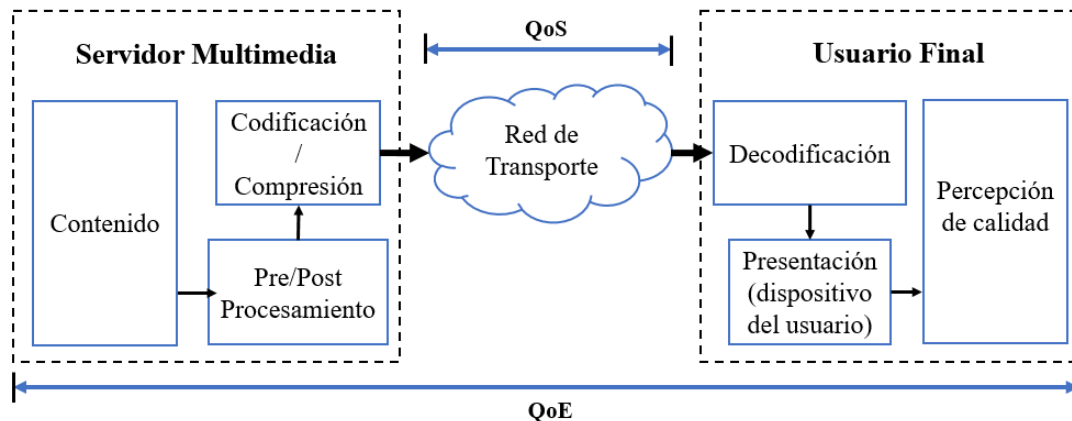 QoS
Servidor Multimedia
Usuario Final
Contenido
Codificación
/
Compresión
Pre/Post
Procesamiento
Red de
Transporte
Decodificación
Presentación
(dispositivo
del usuario)
Percepción
de calidad
QoE